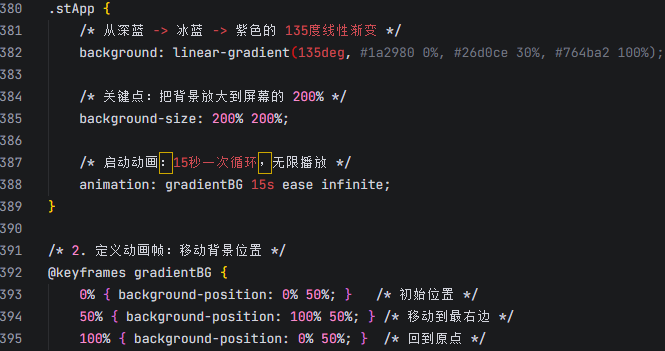 380 .stApp {
381 /* 从深蓝 -> 冰蓝 -> 紫色的 135度线性渐变 */
382 background: linear-gradient(135deg, #1a2980 0%, #26d0ce 30%, #764ba2 100%);
383
384 /* 关键点：把背景放大到屏幕的 200% */
385 background-size: 200% 200%;
386
387 /* 启动动画：15秒一次循环，无限播放 */
388 animation: gradientBG 15s ease infinite;
389 }
390
391 /* 2. 定义动画帧：移动背景位置 */
392 @keyframes gradientBG {
393 0% { background-position: 0% 50%; } /* 初始位置 */
394 50% { background-position: 100% 50%; } /* 移动到最右边 */
395 100% { background-position: 0% 50%; } /* 回到原点 */